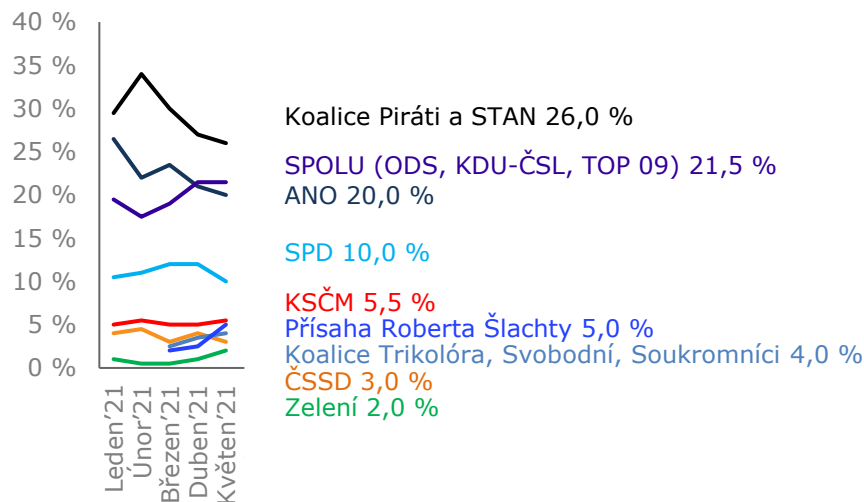 40 %
35 %
30 %
25 %
20 %
15 %
10 %
5 %
0 %
Koalice Piráti a STAN 26,0 %
SPOLU (ODS, KDU-ČSL, TOP 09) 21,5 %
ANO 20,0 %
SPD 10,0 %
KSČM 5,5 %
Přísaha Roberta Šlachty 5,0 %
Koalice Trikolóra, Svobodní, Soukromníci 4,0 %
ČSSD 3,0 %
Zelení 2,0 %
Leden’21
Únor’21
Březen’21
Duben’21
Květen’21